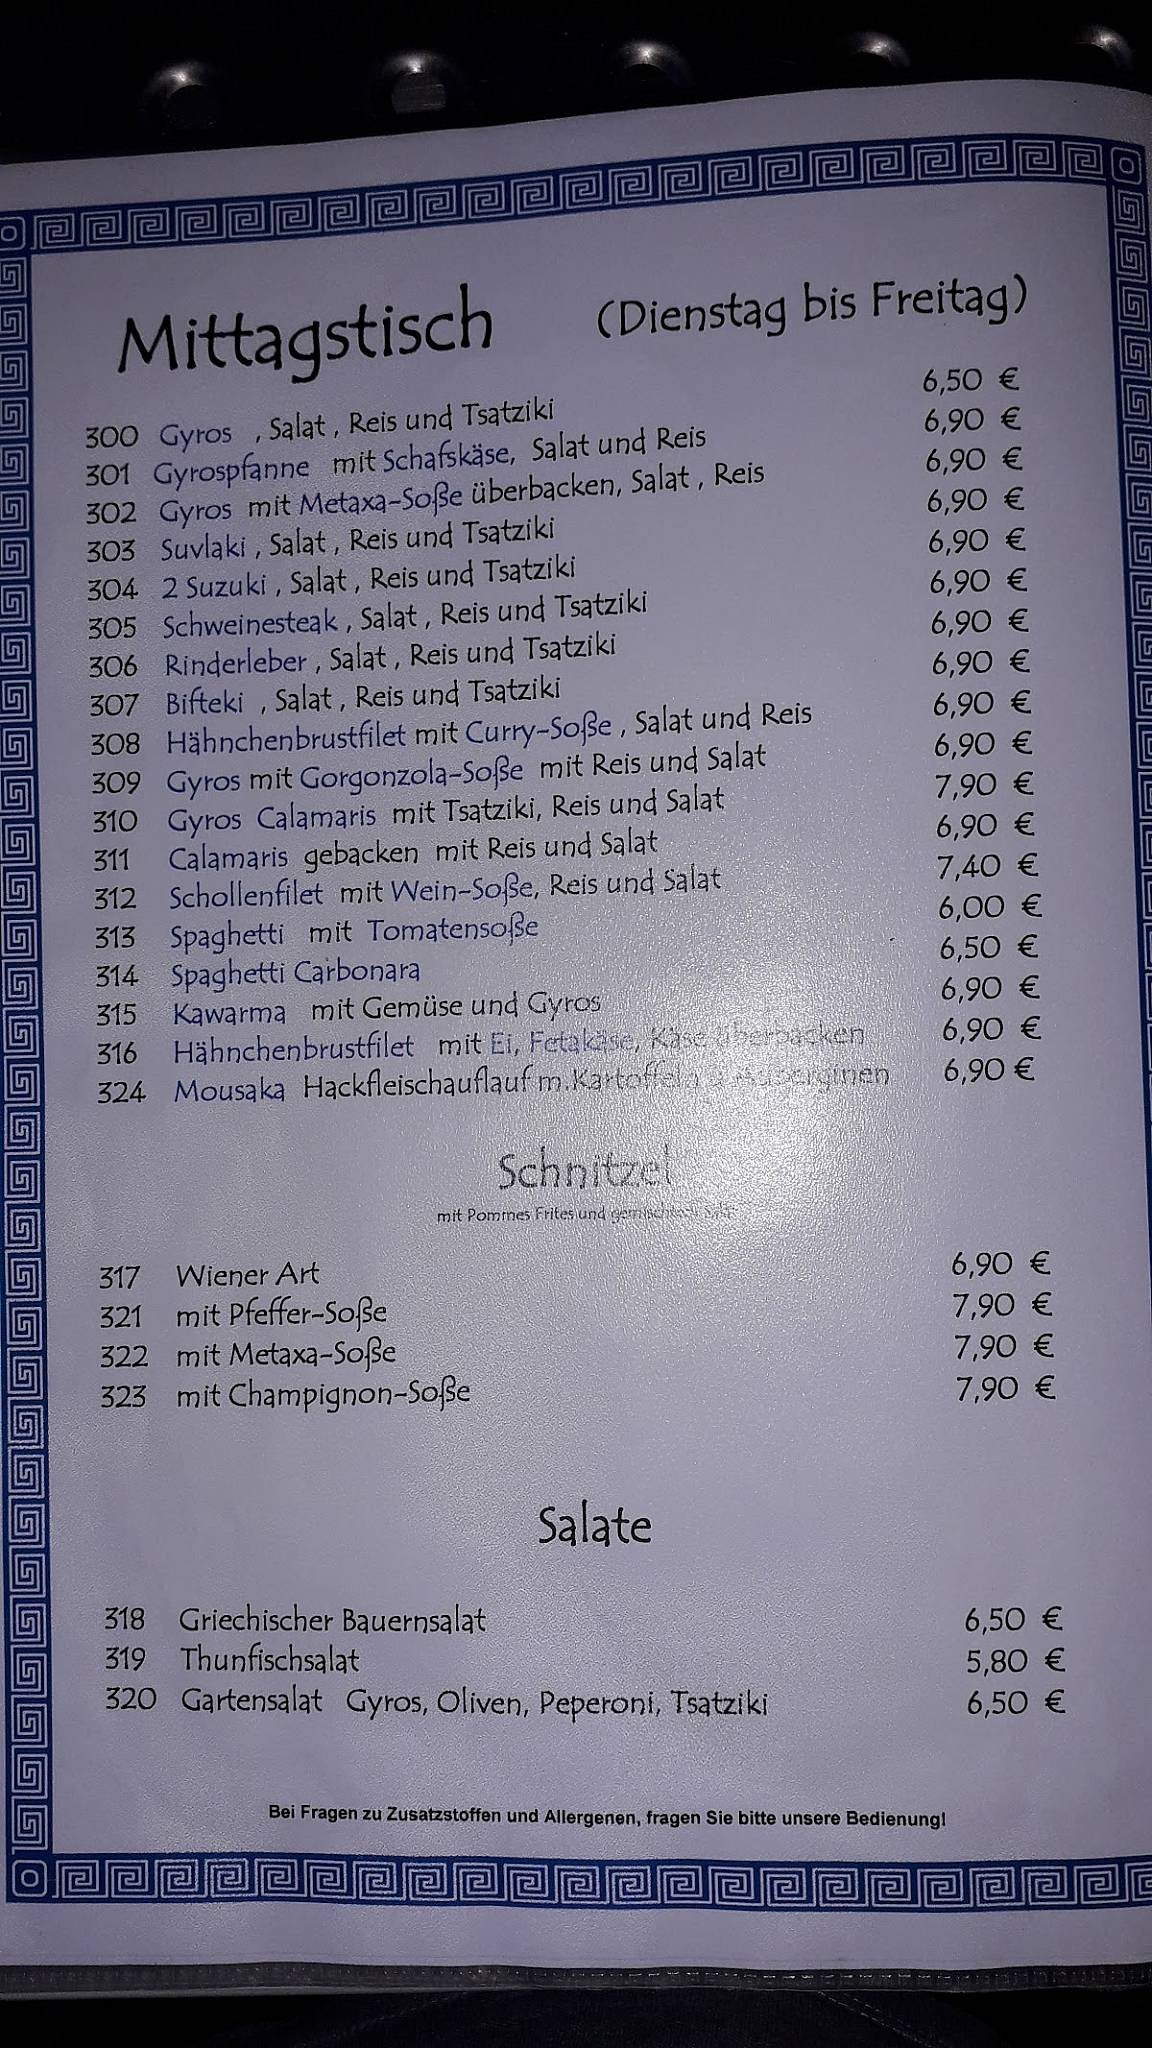 Mittagstisch (Dienstag bis Freitag)
300 Gyros , Salat , Reis und Tsatziki 6,50 €
301 Gyrospfanne mit Schafskäse, Salat und Reis 6,90 €
302 Gyros mit Metaxa-Soße überbacken, Salat , Reis 6,90 €
303 Suvlaki , Salat , Reis und Tsatziki 6,90 €
304 2 Suzuki , Salat , Reis und Tsatziki 6,90 €
305 Schweinesteak , Salat , Reis und Tsatziki 6,90 €
306 Rinderleber , Salat , Reis und Tsatziki 6,90 €
307 Bifteki , Salat , Reis und Tsatziki 6,90 €
308 Hähnchenbrustfilet mit Curry-Soße , Salat und Reis 6,90 €
309 Gyros mit Gorgonzola-Soße mit Reis und Salat 6,90 €
310 Gyros Calamaris mit Tsatziki, Reis und Salat 7,90 €
311 Calamaris gebacken mit Reis und Salat 6,90 €
312 Schollenfilet mit Wein-Soße, Reis und Salat 7,40 €
313 Spaghetti mit Tomatensoße 6,00 €
314 Spaghetti Carbonara 6,50 €
315 Kawarma mit Gemüse und Gyros 6,90 €
316 Hähnchenbrustfilet mit Ei, Fetakäse, Käse überbacken 6,90 €
324 Mousaka Hackfleischauflauf m.Kartoffeln & Auberginen 6,90 €
Schnitzel
mit Pommes Frites und gemischtem Salat
317 Wiener Art 6,90 €
321 mit Pfeffer-Soße 7,90 €
322 mit Metaxa-Soße 7,90 €
323 mit Champignon-Soße 7,90 €
Salate
318 Griechischer Bauernsalat 6,50 €
319 Thunfischsalat 5,80 €
320 Gartensalat Gyros, Oliven, Peperoni, Tsatziki 6,50 €
Bei Fragen zu Zusatzstoffen und Allergenen, fragen Sie bitte unsere Bedienung!